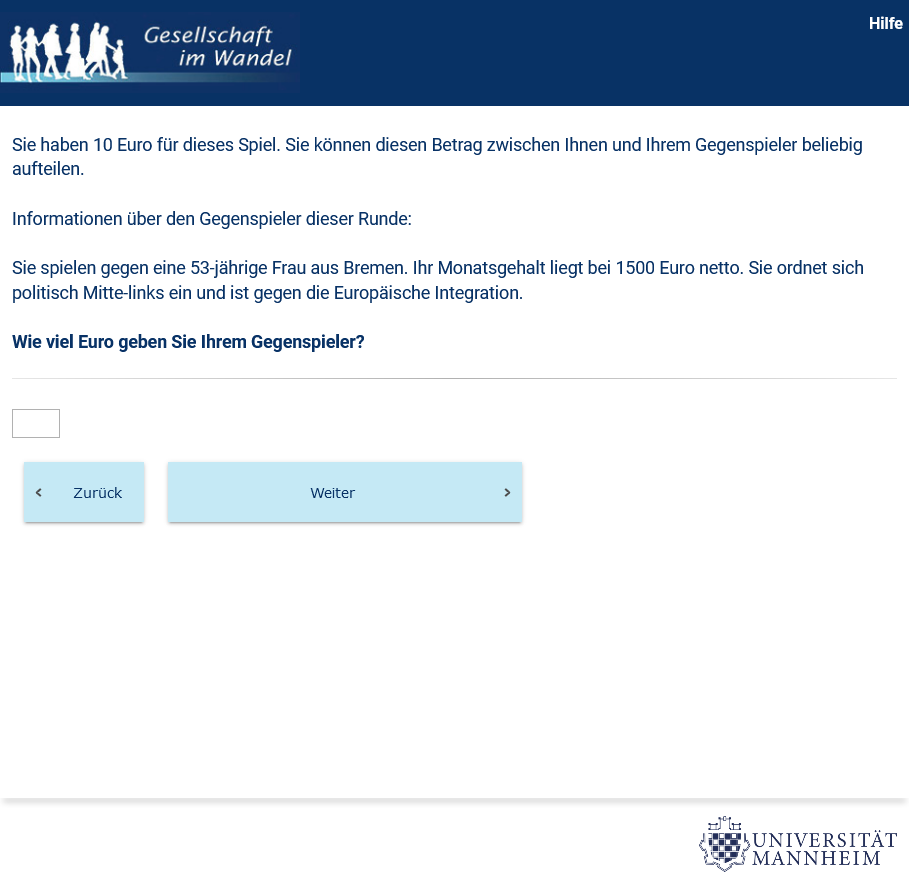 Gesellschaft
im Wandel
Hilfe
Sie haben 10 Euro für dieses Spiel. Sie können diesen Betrag zwischen Ihnen und Ihrem Gegenspieler beliebig
aufteilen.
Informationen über den Gegenspieler dieser Runde:
Sie spielen gegen eine 53-jährige Frau aus Bremen. Ihr Monatsgehalt liegt bei 1500 Euro netto. Sie ordnet sich
politisch Mitte-links ein und ist gegen die Europäische Integration.
Wie viel Euro geben Sie Ihrem Gegenspieler?
Zurück
Weiter
UNIVERSITÄT
MANNHEIM